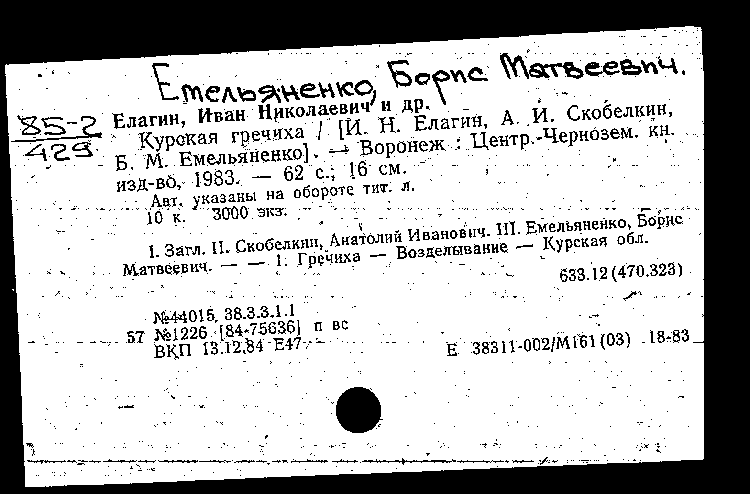 Емельяненко, Борис Матвеевич.
85-2
429
Елагин, Иван Николаевич и др.
Курская гречиха / [И. Н. Елагин, А. И. Скобелкин,
Б. М. Емельяненко]. — Воронеж : Центр.-Чернозем. кн.
изд-во, 1983. — 62 с.; 16 см.
Авт. указаны на обороте тит. л.
10 к. 3000 экз.
I. Загл. II. Скобелкин, Анатолий Иванович. III. Емельяненко, Борис
Матвеевич. — — 1. Гречиха — Возделывание — Курская обл.
633.12(470.323)
№44015, 38.3.3.1.1
57 №1226 [84-75636] п вс
ВКП 13.12.84 Е47
Е 38311-002/М161(03) 18-83